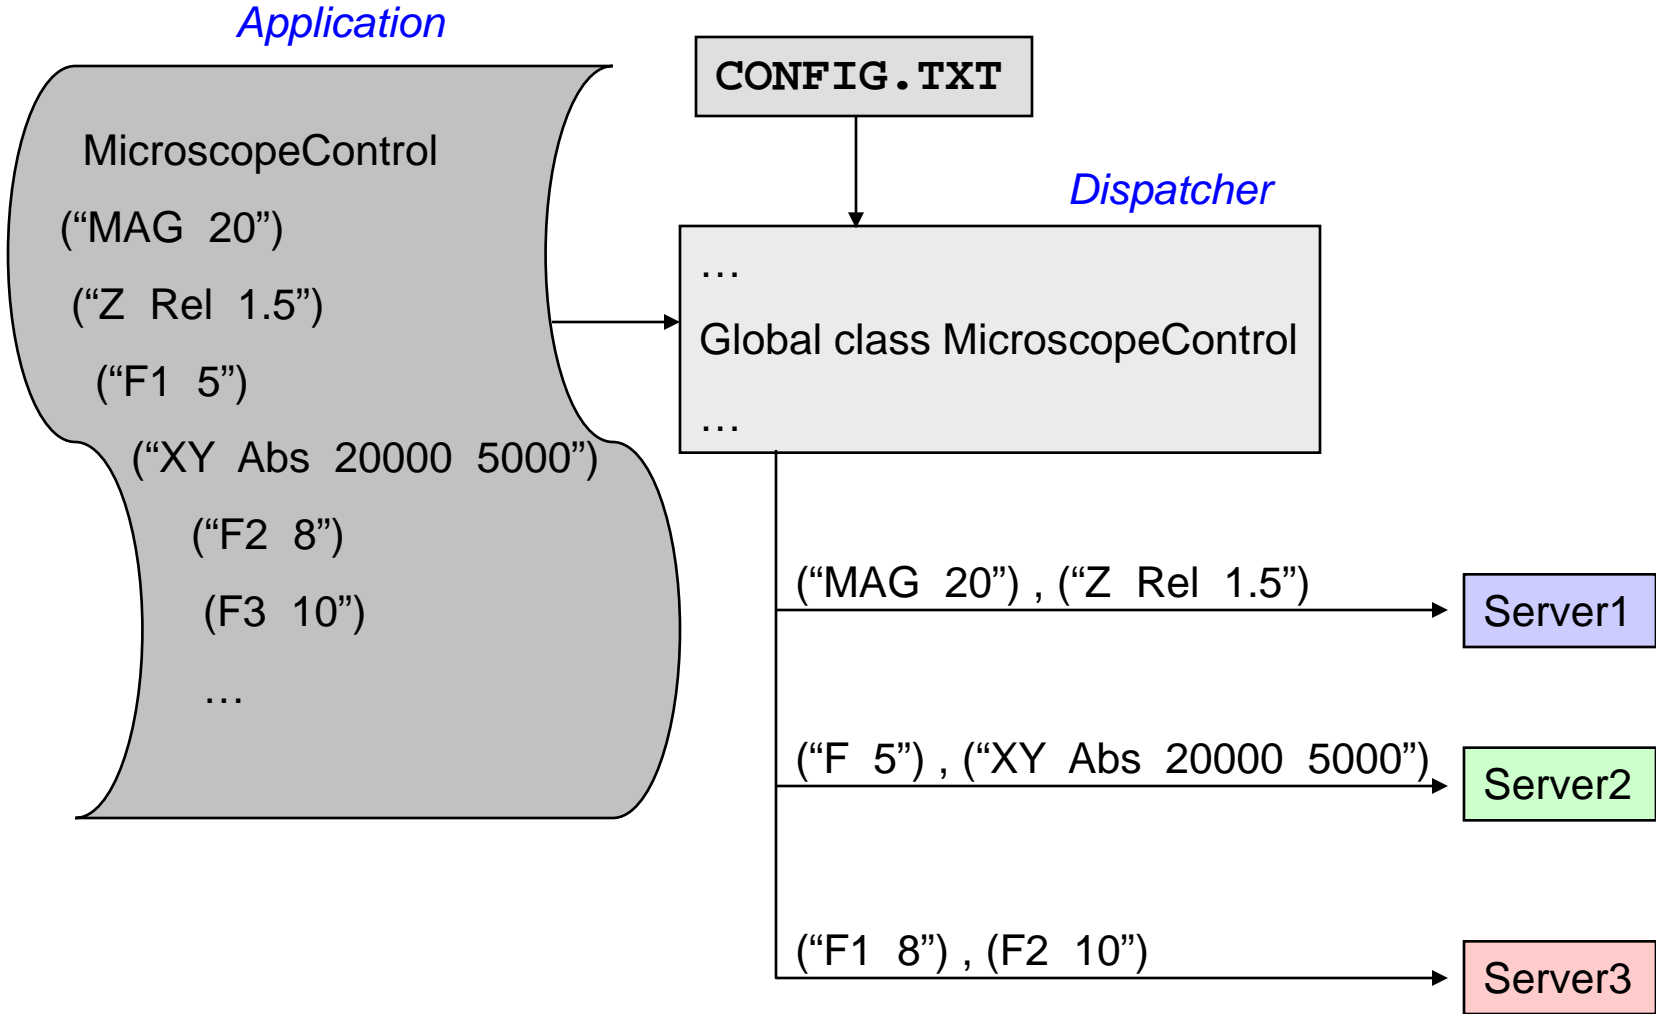 Application
CONFIG.TXT
MicroscopeControl
(“MAG 20”)
(“Z Rel 1.5”)
(“F1 5”)
(“XY Abs 20000 5000”)
(“F2 8”)
(F3 10”)
…
Dispatcher
…
Global class MicroscopeControl
…
(“MAG 20”) , (“Z Rel 1.5”)
Server1
(“F 5”) , (“XY Abs 20000 5000”)
Server2
(“F1 8”) , (F2 10”)
Server3